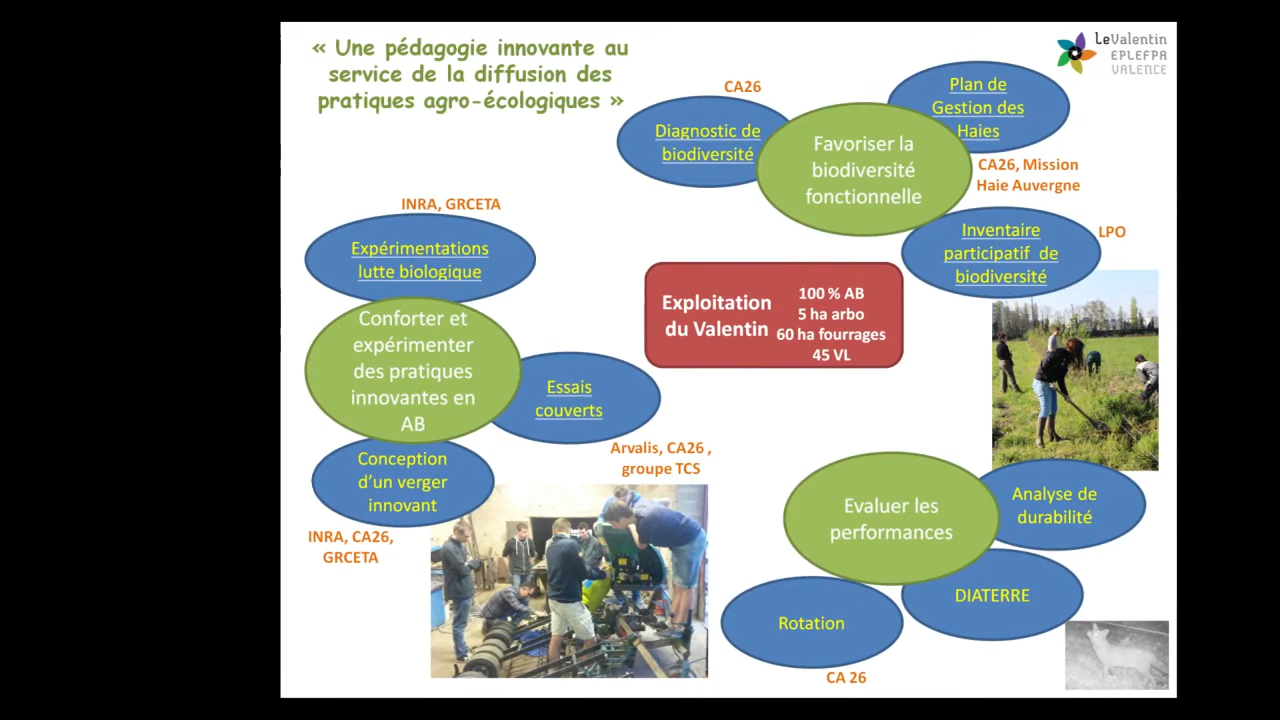 « Une pédagogie innovante au
service de la diffusion des
pratiques agro-écologiques »
LeValentin
EPLEFPA
VALENCE
CA26
Diagnostic de
biodiversité
Favoriser la
biodiversité
fonctionnelle
Plan de
Gestion des
Haies
CA26, Mission
Haie Auvergne
Inventaire
participatif de
biodiversité
LPO
INRA, GRCETA
Expérimentations
lutte biologique
Conforter et
expérimenter
des pratiques
innovantes en
AB
Essais
couverts
Arvalis, CA26 ,
groupe TCS
Conception
d'un verger
innovant
INRA, CA26,
GRCETA
Exploitation
du Valentin
100 % AB
5 ha arbo
60 ha fourrages
45 VL
Evaluer les
performances
Analyse de
durabilité
DIATERRE
Rotation
CA 26